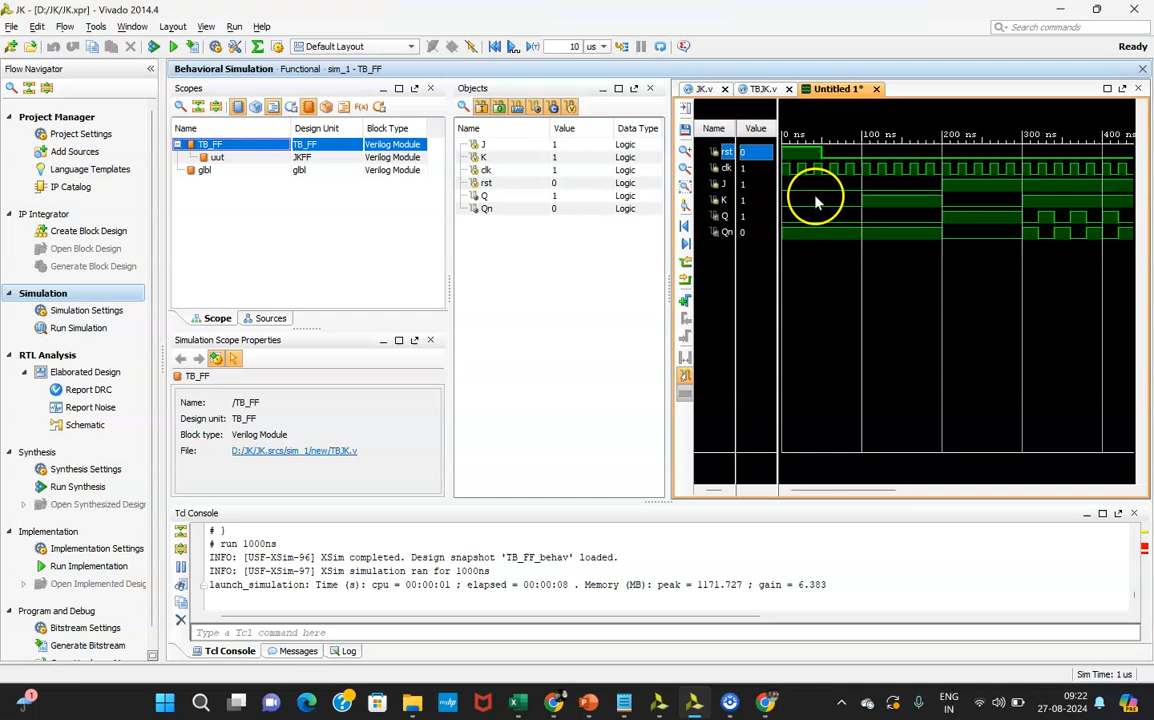 JK - [D:/JK/JK.xpr] - Vivado 2014.4
File Edit Flow Tools Window Layout View Run Help
Search commands
Default Layout
10 us
Ready
Flow Navigator
Project Manager
Project Settings
Add Sources
Language Templates
IP Catalog
IP Integrator
Create Block Design
Open Block Design
Generate Block Design
Simulation
Simulation Settings
Run Simulation
RTL Analysis
Elaborated Design
Report DRC
Report Noise
Schematic
Synthesis
Synthesis Settings
Run Synthesis
Open Synthesized Design
Implementation
Implementation Settings
Run Implementation
Open Implemented Des
Program and Debug
Bitstream Settings
Generate Bitstream
Behavioral Simulation - Functional - sim_1 - TB_FF
Scopes
Name Design Unit Block Type
TB_FF TB_FF Verilog Module
uut JKFF Verilog Module
glbl glbl Verilog Module
Scope Sources
Simulation Scope Properties
TB_FF
Name: /TB_FF
Design unit: TB_FF
Block type: Verilog Module
File: D:/JK/JK.srcs/sim_1/new/TBJK.v
Objects
Name Value Data Type
J 1 Logic
K 1 Logic
clk 1 Logic
rst 0 Logic
Q 1 Logic
Qn 0 Logic
JK.v TBJK.v Untitled 1*
Name Value 0 ns 100 ns 200 ns 300 ns 400 n
rst 0
clk 1
J 1
K 1
Q 1
Qn 0
Tcl Console
# }
# run 1000ns
INFO: [USF-XSim-96] XSim completed. Design snapshot 'TB_FF_behav' loaded.
INFO: [USF-XSim-97] XSim simulation ran for 1000ns
launch_simulation: Time (s): cpu = 00:00:01 ; elapsed = 00:00:08 . Memory (MB): peak = 1171.727 ; gain = 6.383
Type a Tcl command here
Tcl Console Messages Log
Sim Time: 1 us
1
ENG
IN
09:22
27-08-2024